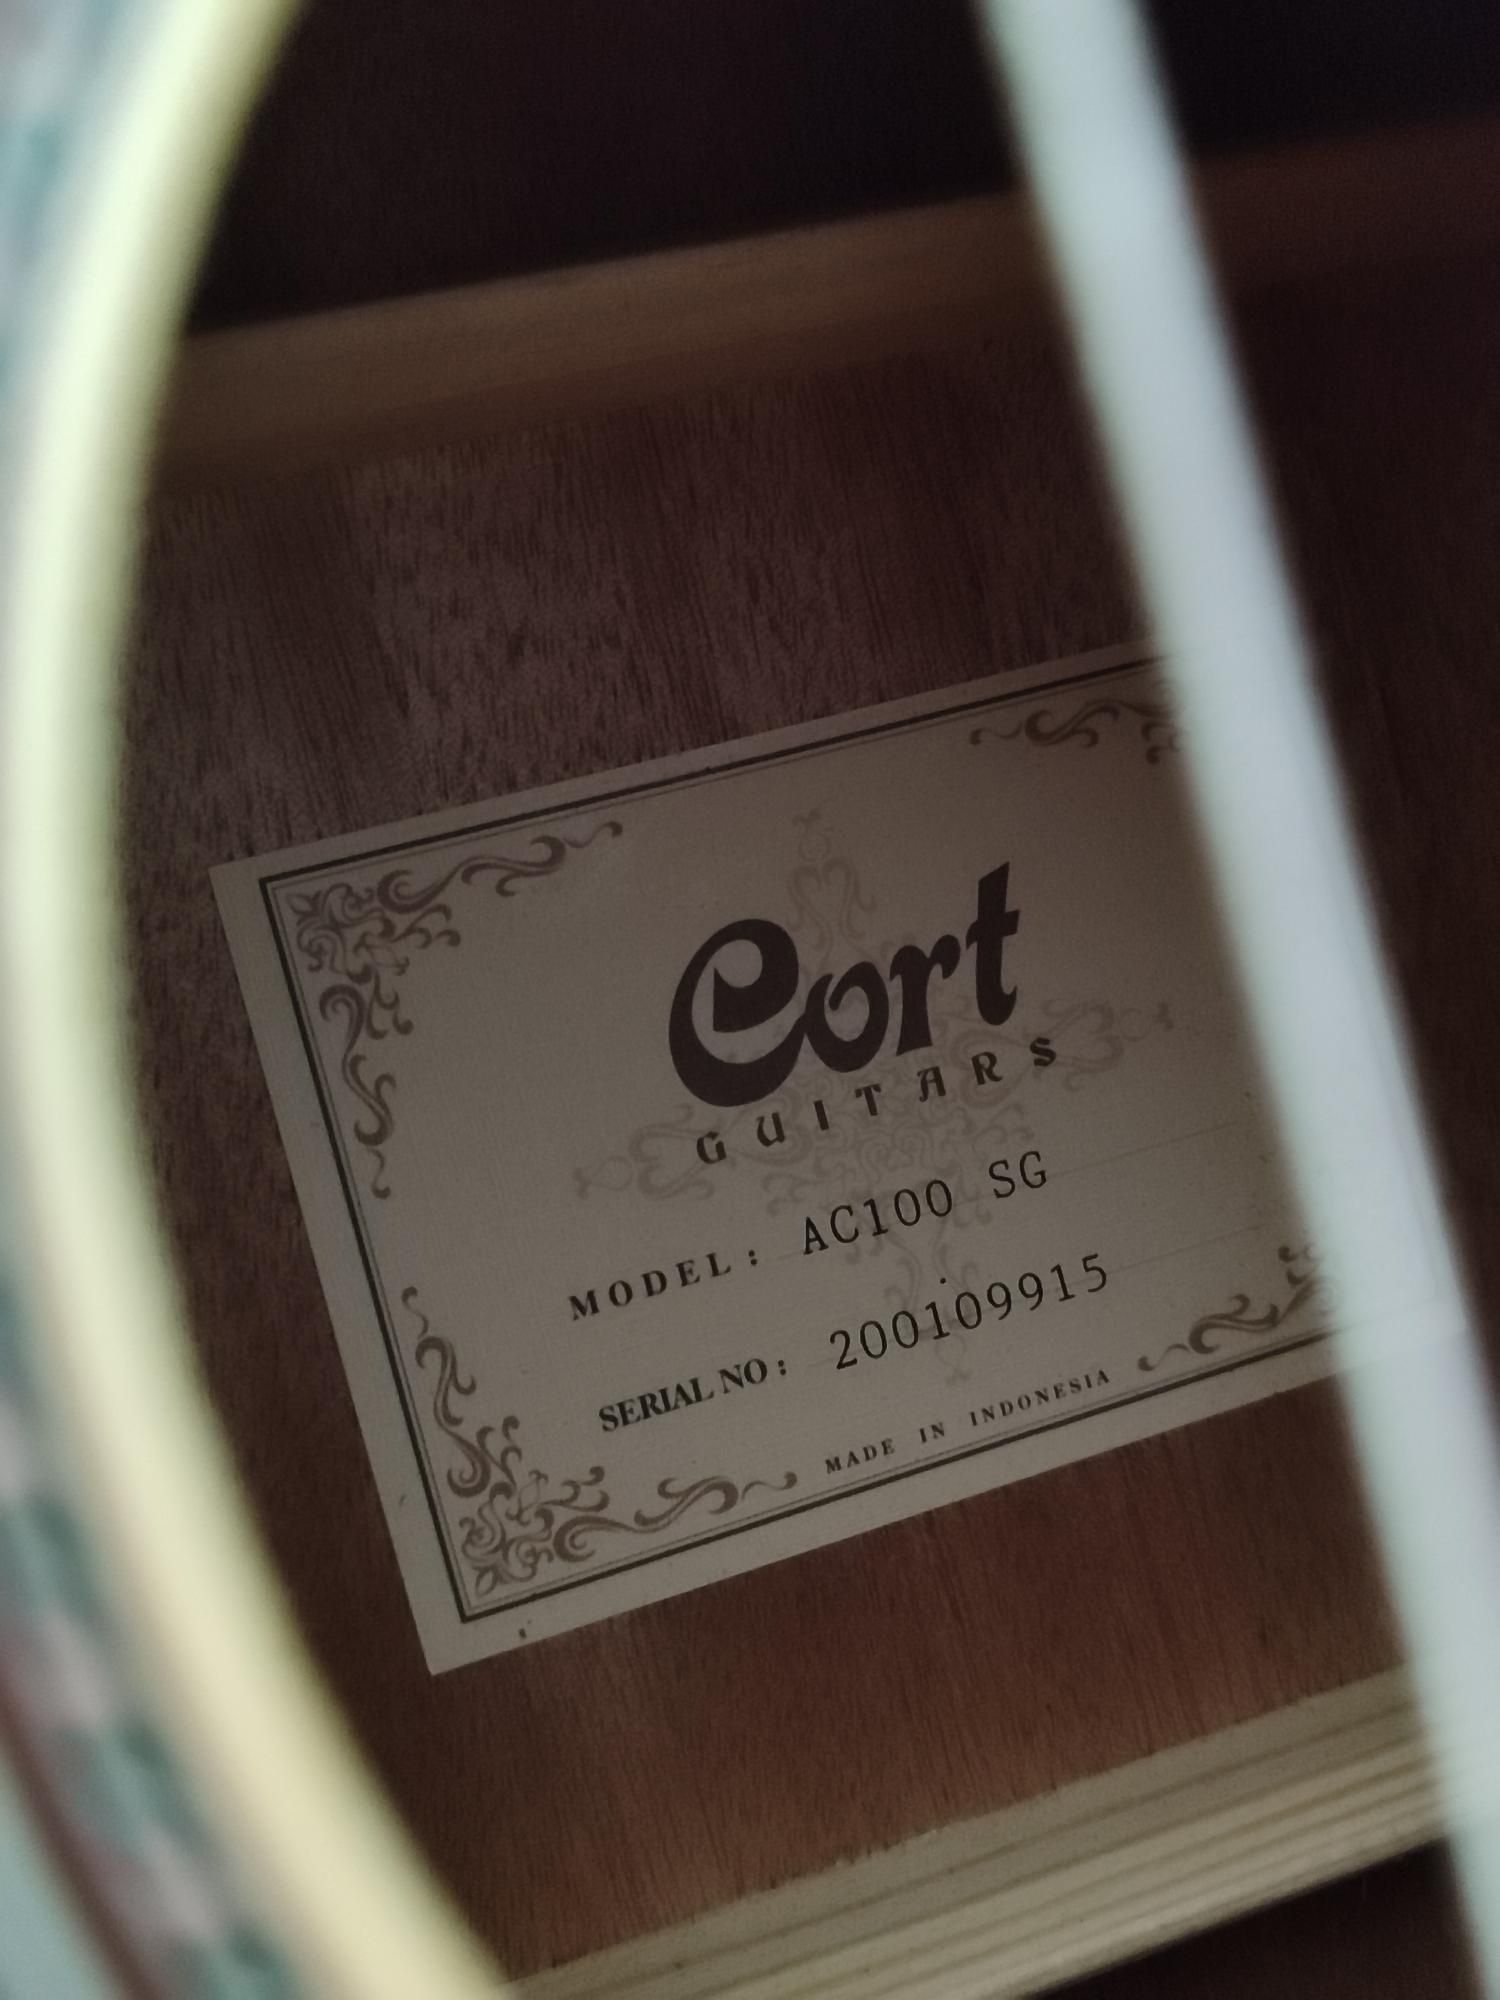 Cort
GUITARS
MODEL: AC100 SG
SERIAL NO: 200109915
MADE IN INDONESIA